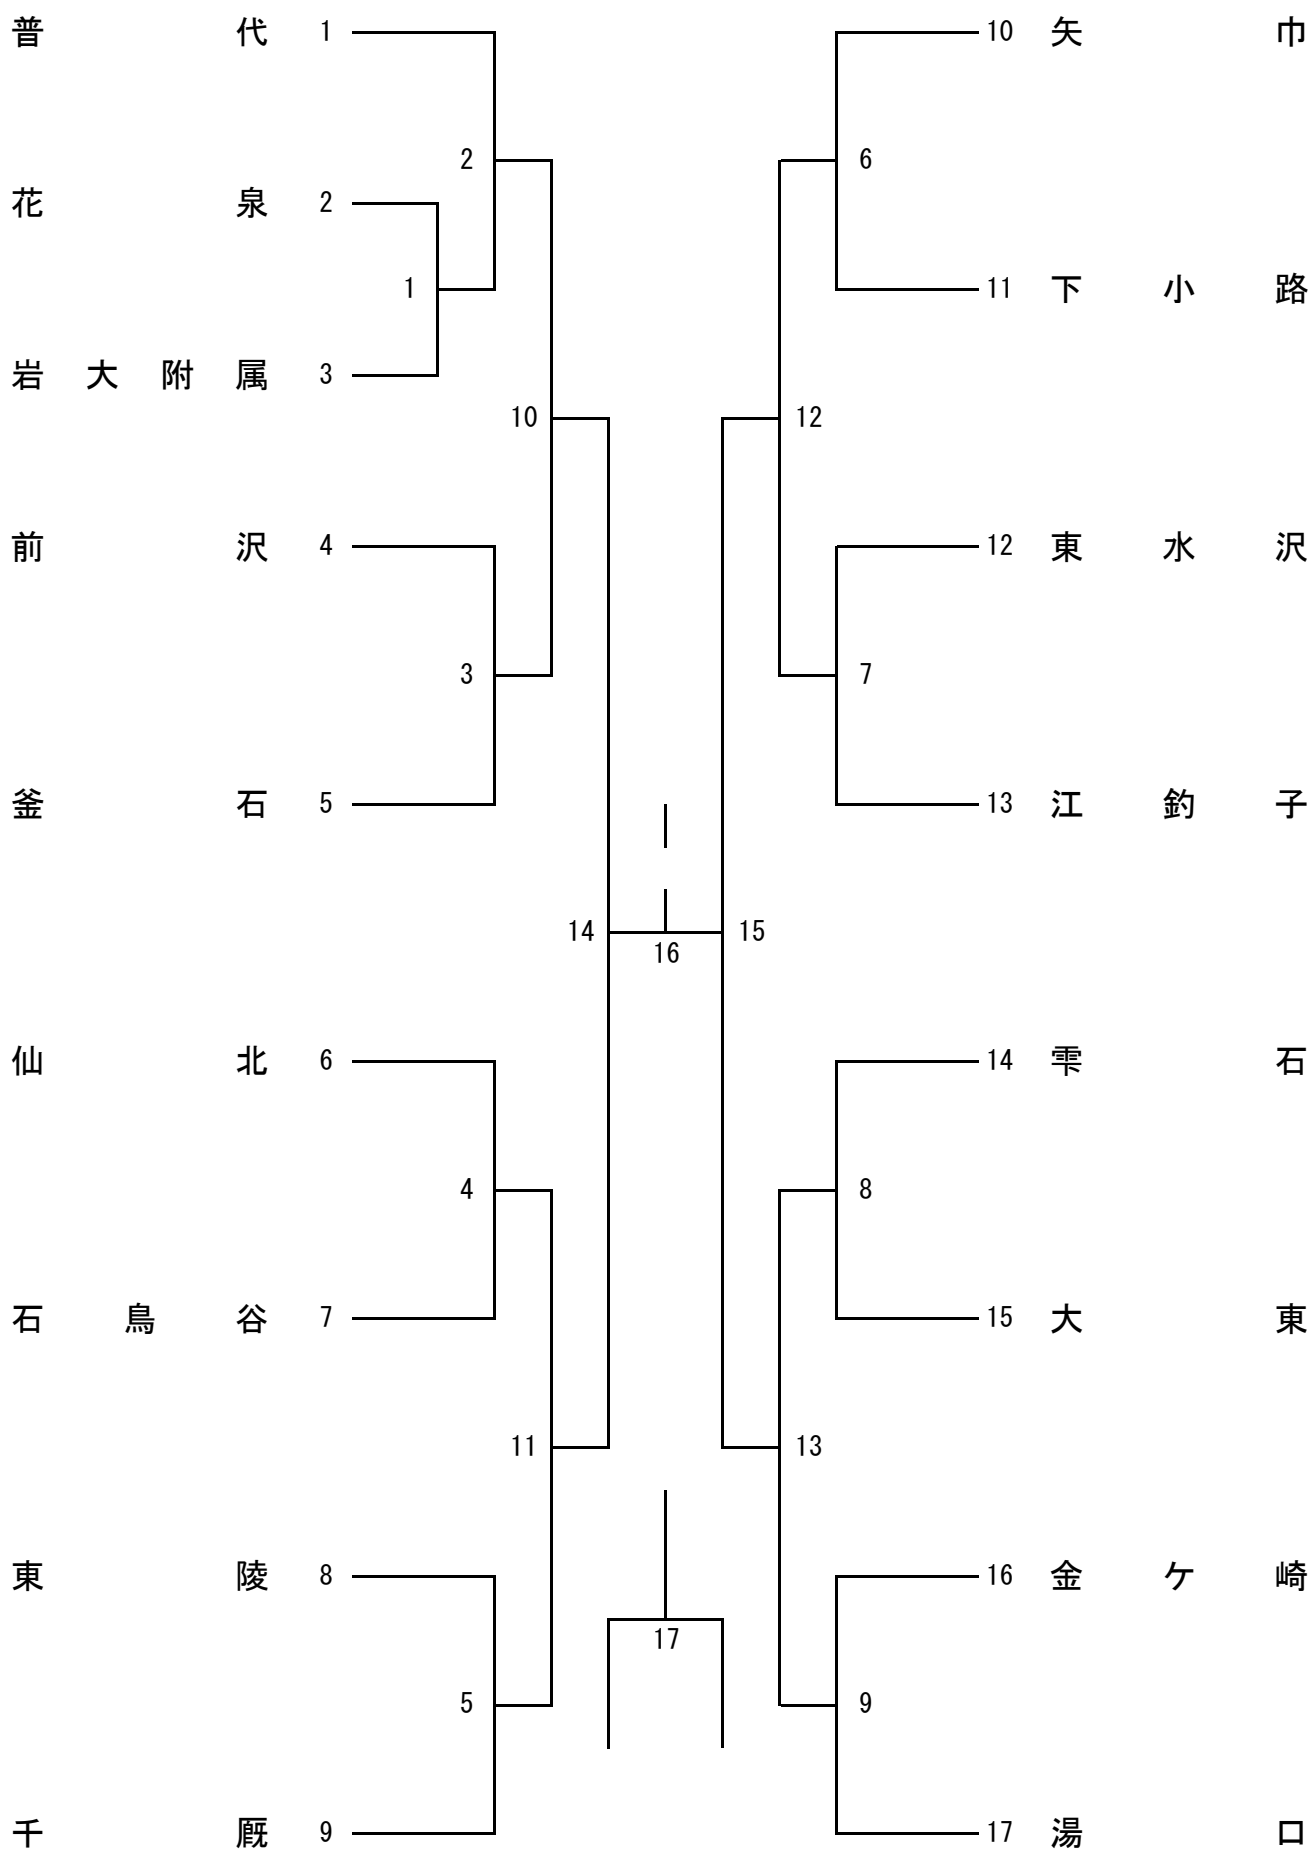 普代 1
2
花泉 2
1
岩大附属 3
10
前沢 4
3
釜石 5
14
仙北 6
4
石鳥谷 7
11
東陵 8
5
千厩 9
16
17
10 矢巾
6
11 下小路
12
12 東水沢
7
13 江釣子
15
14 雫石
8
15 大東
13
16 金ケ崎
9
17 湯口